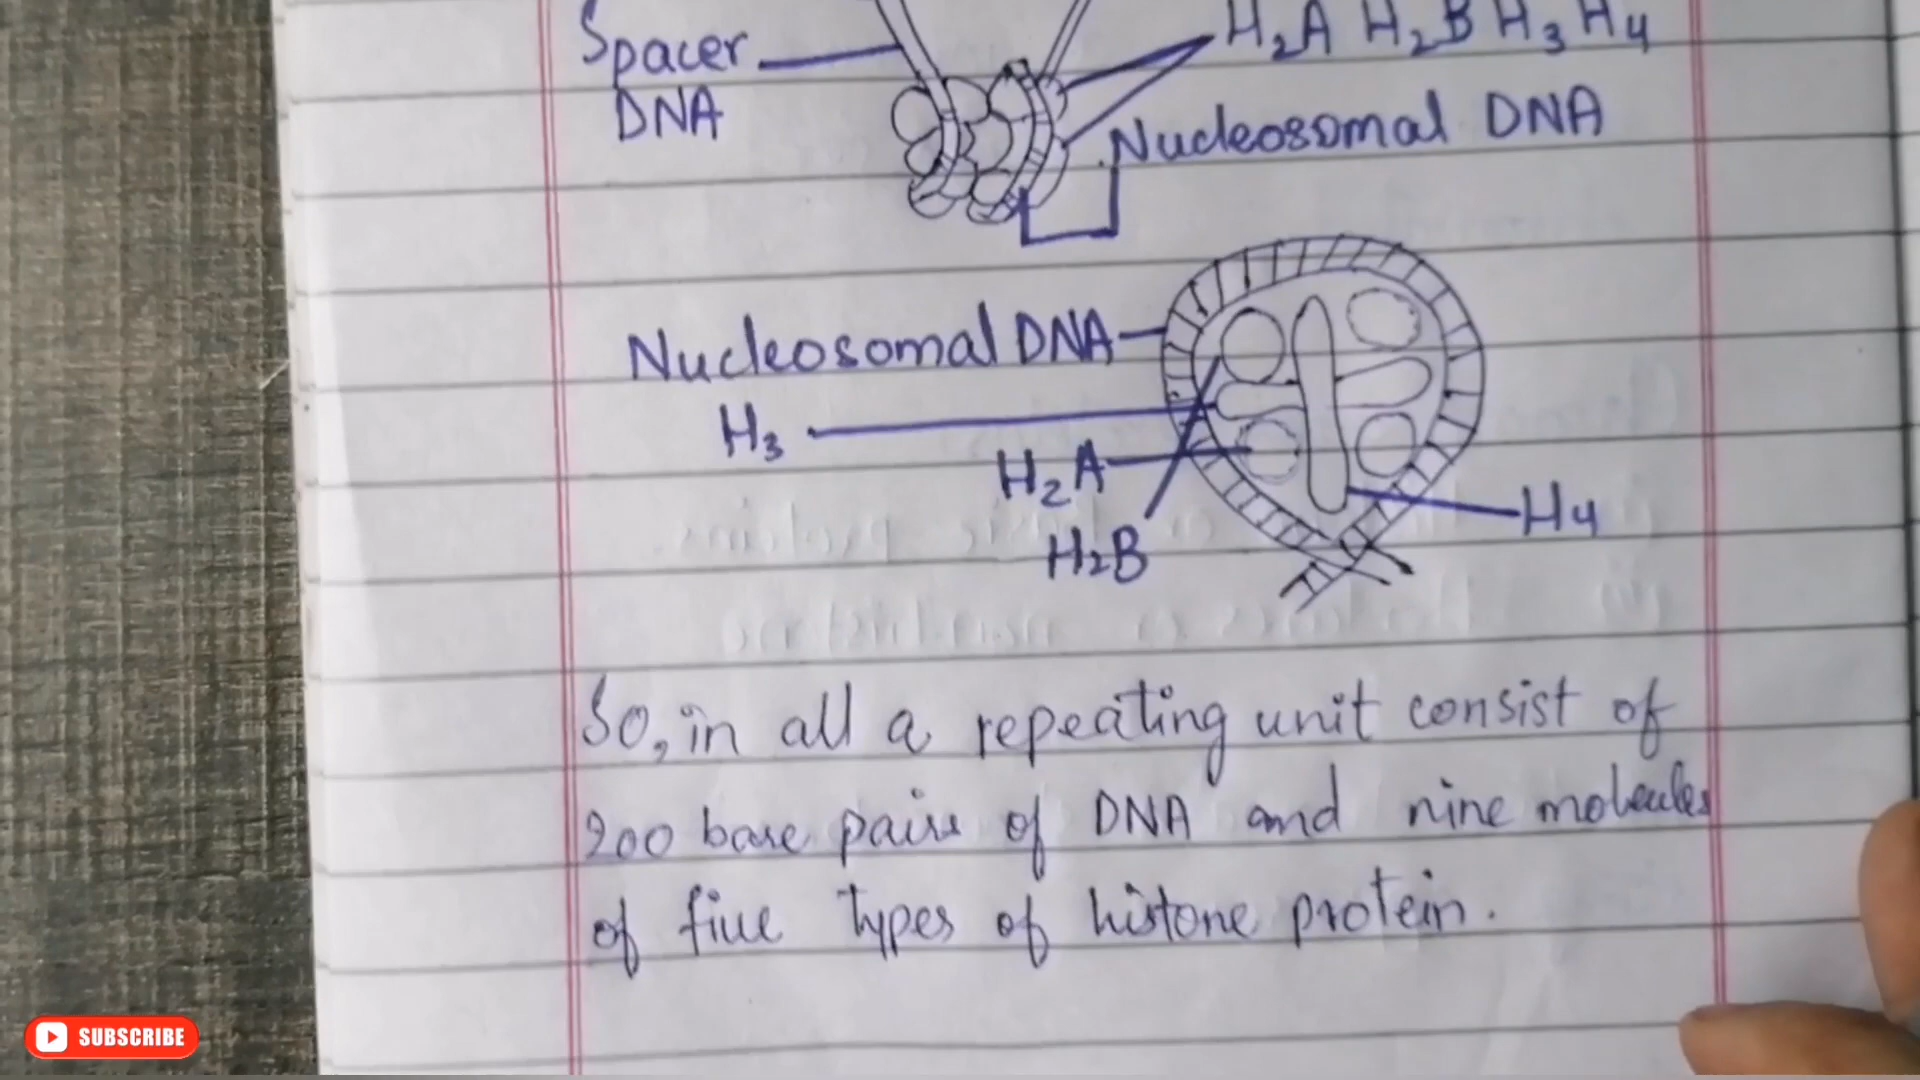 Spacer
DNA
H2A H2B H3 H4
Nucleosomal DNA
Nucleosomal DNA
H3
H2A
H2B
H4
So, in all a repeating unit consist of
200 base pairs of DNA and nine molecules
of five types of histone protein.
SUBSCRIBE